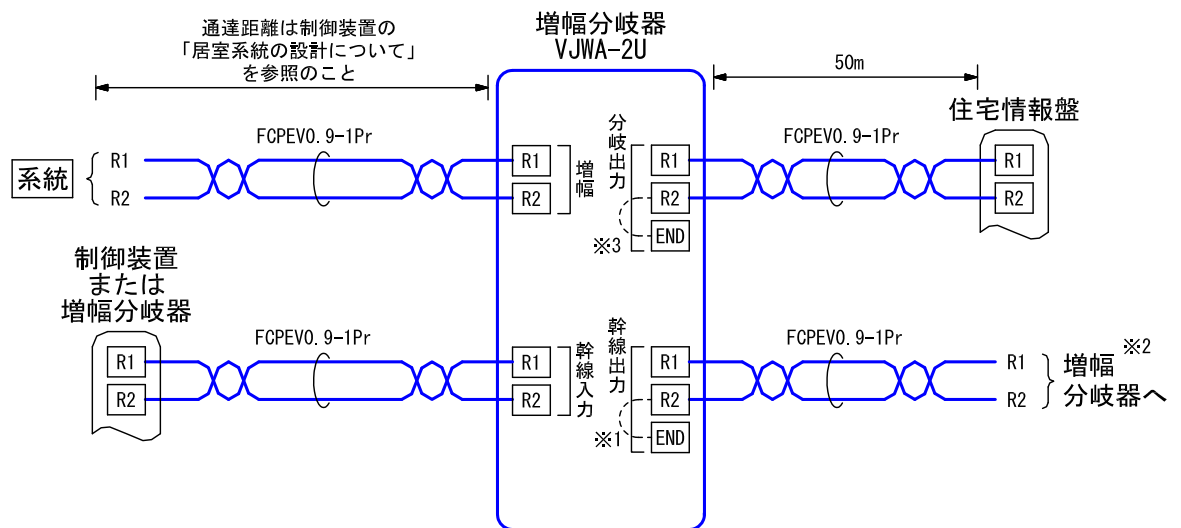 通達距離は制御装置の
「居室系統の設計について」
を参照のこと
増幅分岐器
VJWA-2U
50m
住宅情報盤
FCPEV0.9-1Pr
FCPEV0.9-1Pr
系統
R1
R2
R1
R2
増幅
分岐出力
R1
R2
END
※3
R1
R2
制御装置
または
増幅分岐器
FCPEV0.9-1Pr
FCPEV0.9-1Pr
R1
R2
R1
R2
幹線入力
幹線出力
R1
R2
END
※1
R1
R2
増幅
分岐器へ
※2